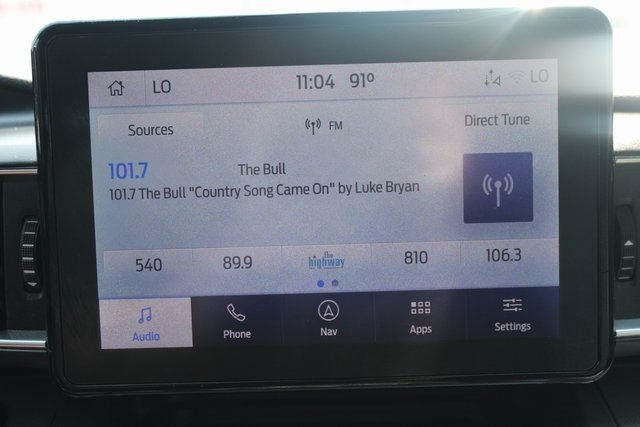 LO 11:04 91° LO
Sources FM Direct Tune
101.7 The Bull
101.7 The Bull "Country Song Came On" by Luke Bryan
540 89.9 the highway 810 106.3
Audio Phone Nav Apps Settings